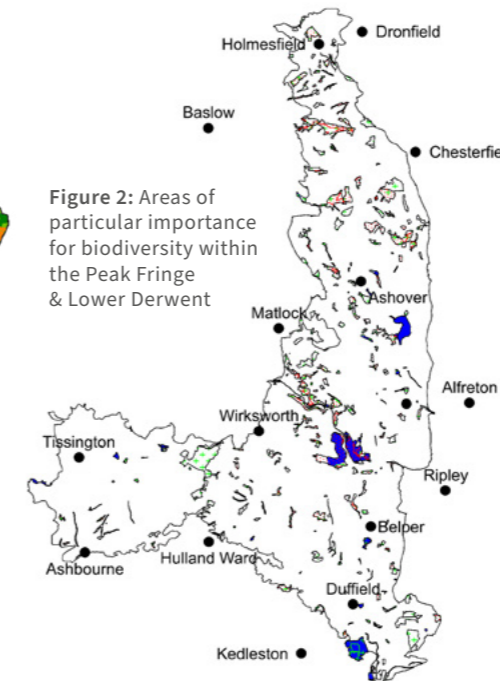 Holmesfield
Dronfield
Baslow
Chesterfie
Figure 2: Areas of
particular importance
for biodiversity within
the Peak Fringe
& Lower Derwent
Ashover
Matlock
Alfreton
Wirksworth
Tissington
Ripley
Belper
Hulland Ward
Ashbourne
Duffield
Kedleston